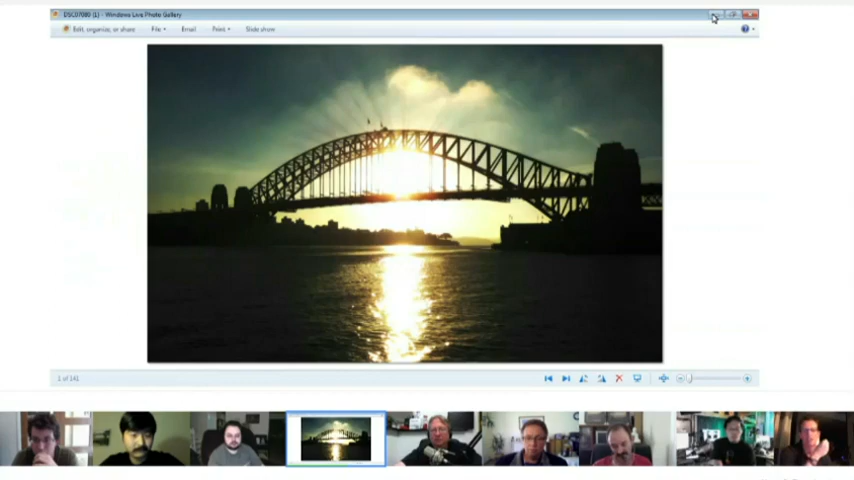 DSC07080 (1) - Windows Live Photo Gallery
Edit, organize, or share File Email Print Slide show
1 of 141